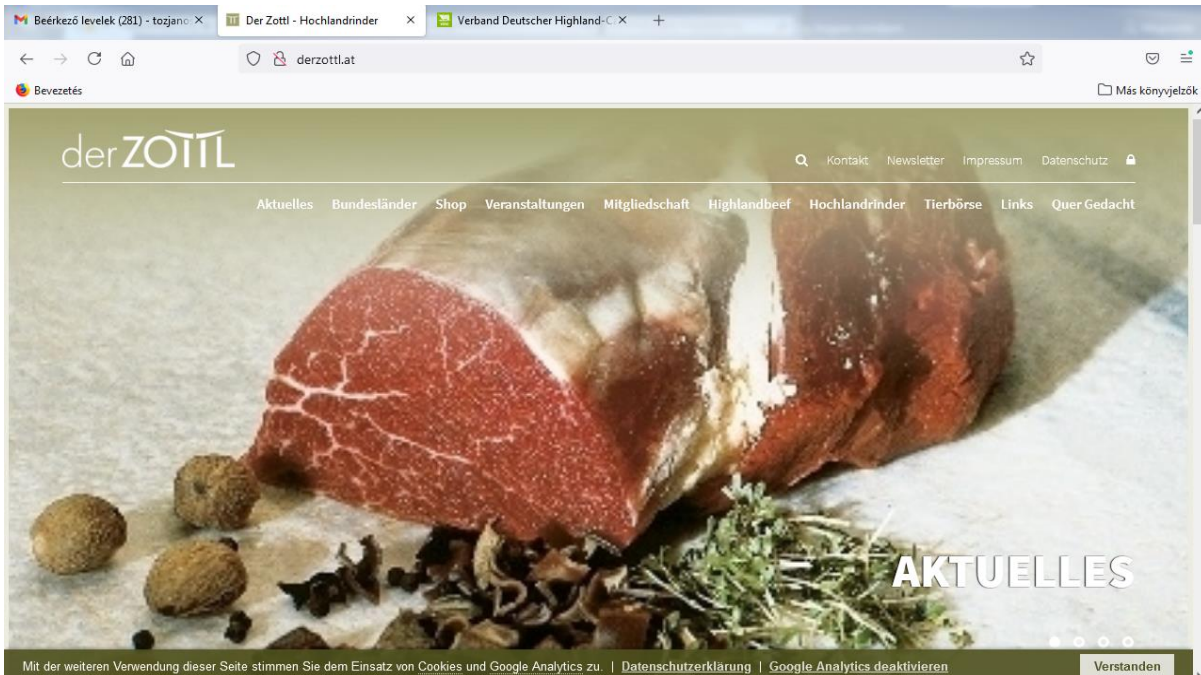 Beérkező levelek (281) - tozjano
Der Zottl - Hochlandrinder
Verband Deutscher Highland-C
derzottl.at
Bevezetés
Más könyvjelzők
der ZOTTL
Kontakt Newsletter Impressum Datenschutz
Aktuelles Bundesländer Shop Veranstaltungen Mitgliedschaft Highlandbeef Hochlandrinder Tierbörse Links Quer Gedacht
AKTUELLES
Mit der weiteren Verwendung dieser Seite stimmen Sie dem Einsatz von Cookies und Google Analytics zu. | Datenschutzerklärung | Google Analytics deaktivieren
Verstanden